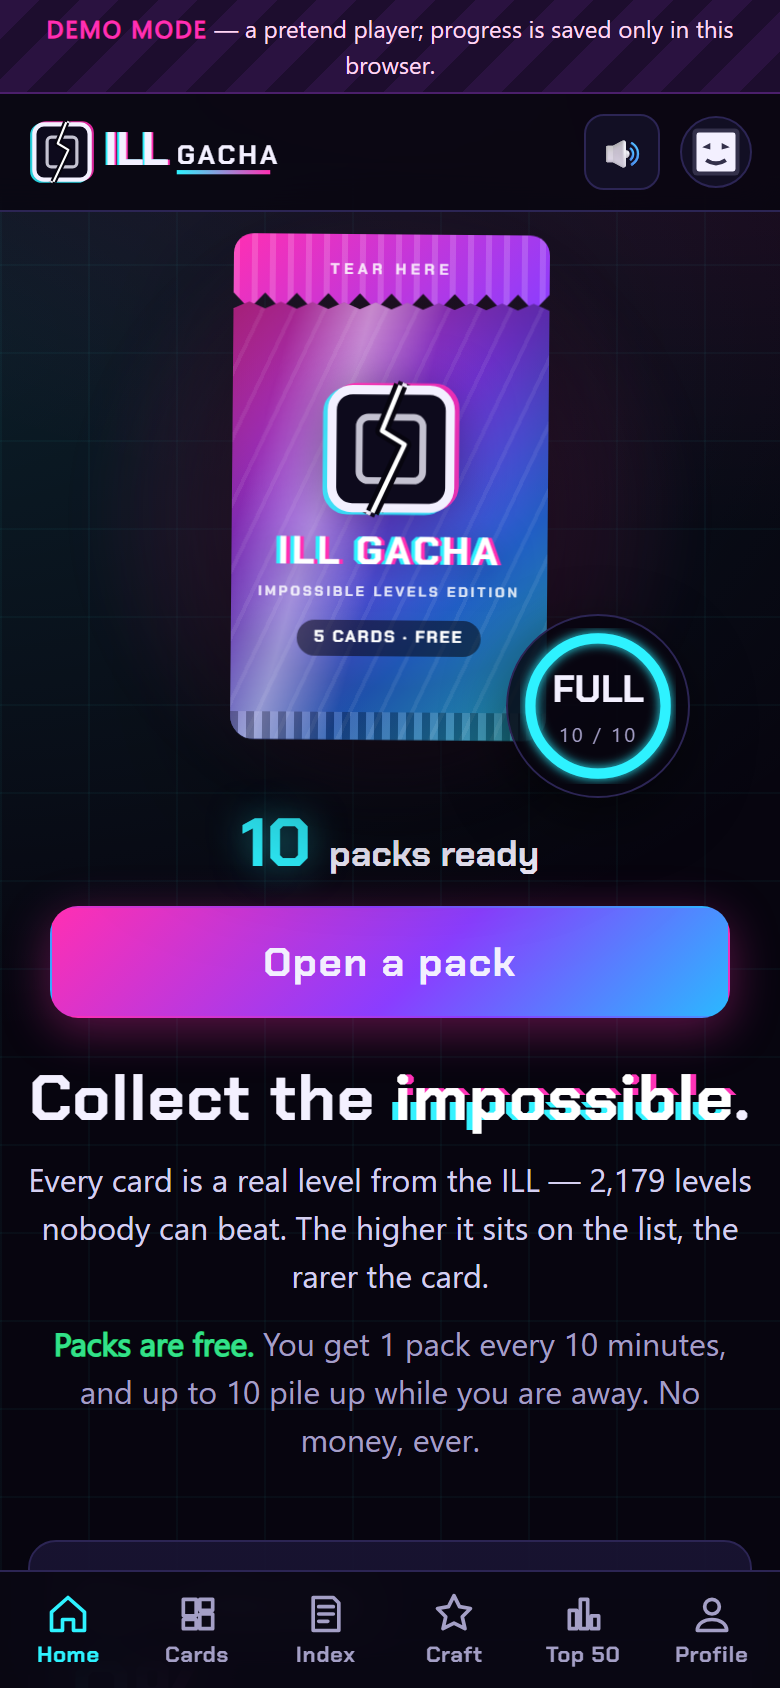 DEMO MODE — a pretend player; progress is saved only in this
browser.
ILL GACHA
TEAR HERE
ILL GACHA
IMPOSSIBLE LEVELS EDITION
5 CARDS · FREE
FULL
10 / 10
10 packs ready
Open a pack
Collect the impossible.
Every card is a real level from the ILL — 2,179 levels
nobody can beat. The higher it sits on the list, the
rarer the card.
Packs are free. You get 1 pack every 10 minutes,
and up to 10 pile up while you are away. No
money, ever.
Home Cards Index Craft Top 50 Profile